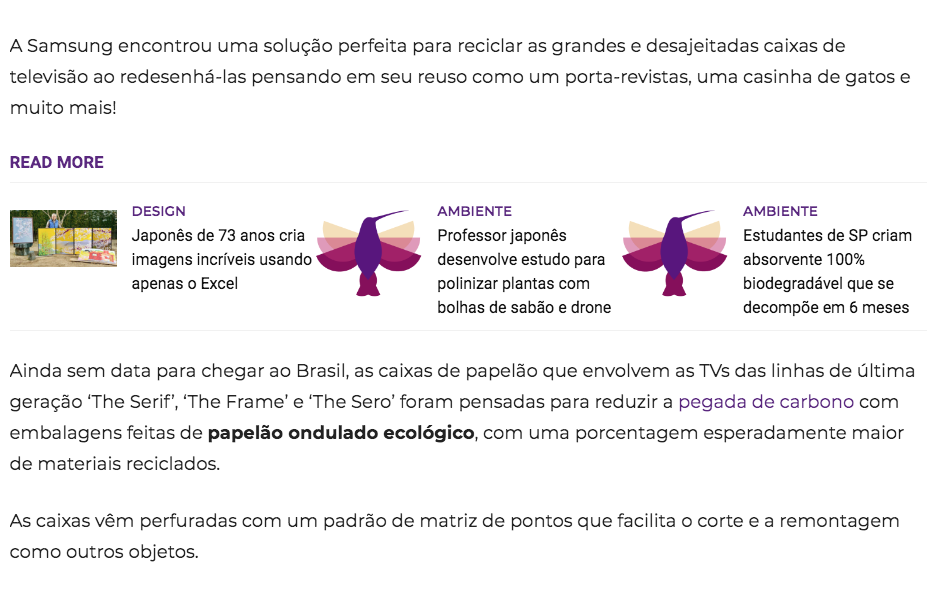 A Samsung encontrou uma solução perfeita para reciclar as grandes e desajeitadas caixas de
televisão ao redesenhá-las pensando em seu reuso como um porta-revistas, uma casinha de gatos e
muito mais!
READ MORE
DESIGN
Japonês de 73 anos cria
imagens incríveis usando
apenas o Excel
AMBIENTE
Professor japonês
desenvolve estudo para
polinizar plantas com
bolhas de sabão e drone
AMBIENTE
Estudantes de SP criam
absorvente 100%
biodegradável que se
decompõe em 6 meses
Ainda sem data para chegar ao Brasil, as caixas de papelão que envolvem as TVs das linhas de última
geração ‘The Serif’, ‘The Frame’ e ‘The Sero’ foram pensadas para reduzir a pegada de carbono com
embalagens feitas de papelão ondulado ecológico, com uma porcentagem esperadamente maior
de materiais reciclados.
As caixas vêm perfuradas com um padrão de matriz de pontos que facilita o corte e a remontagem
como outros objetos.